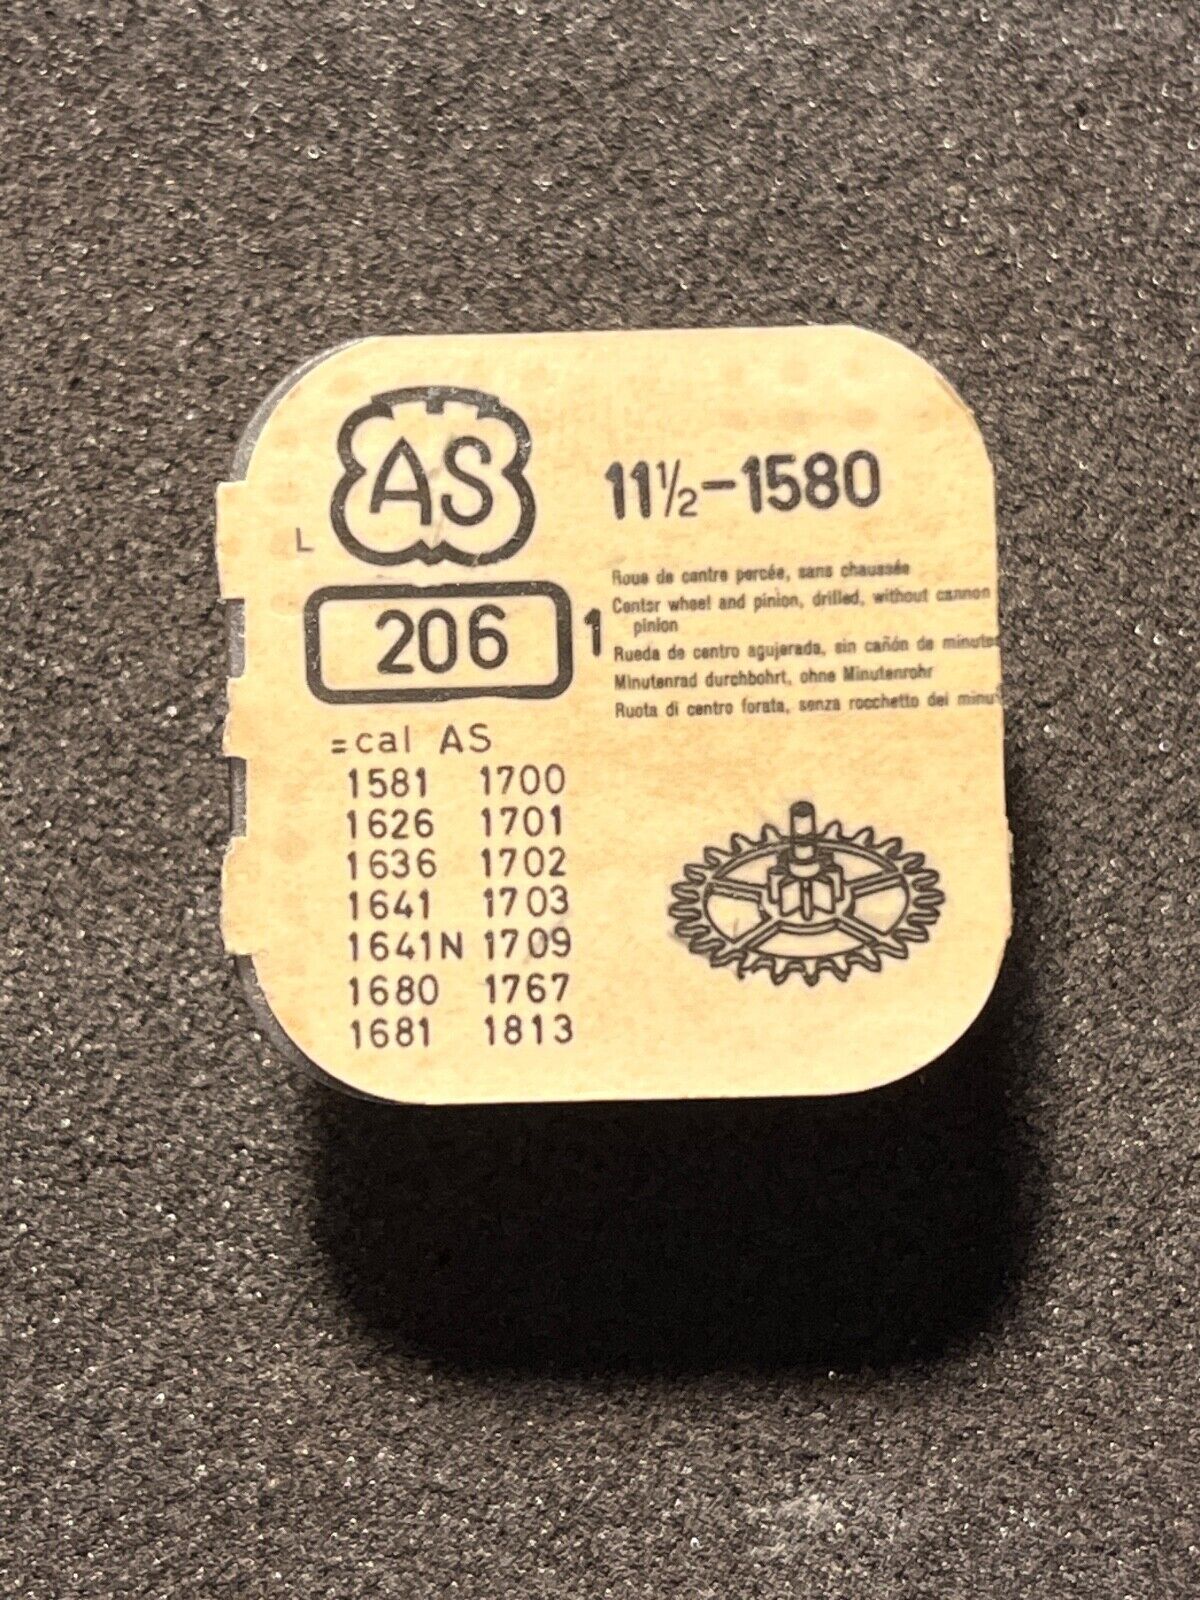 AS
11½-1580
L
206 1
Roue de centre percée, sans chaussée
Center wheel and pinion, drilled, without cannon
pinion
Rueda de centro agujerada, sin cañón de minutos
Minutenrad durchbohrt, ohne Minutenrohr
Ruota di centro forata, senza rocchetto dei
=cal AS
1581 1700
1626 1701
1636 1702
1641 1703
1641N 1709
1680 1767
1681 1813